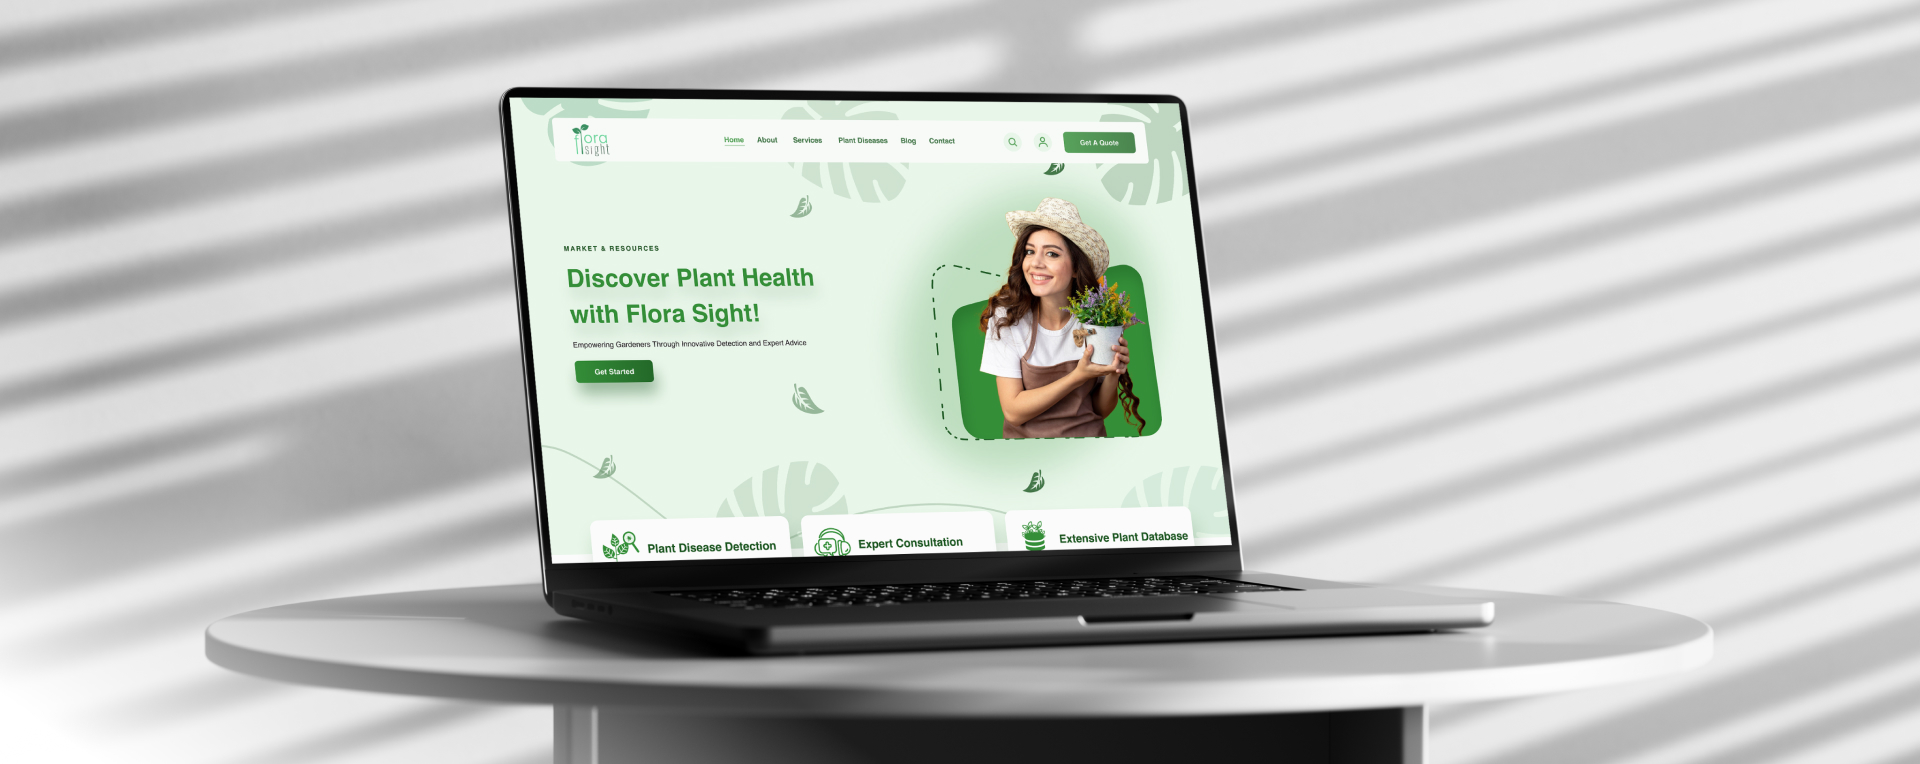 flora
sight
Home About Services Plant Diseases Blog Contact
Get A Quote
MARKET & RESOURCES
Discover Plant Health
with Flora Sight!
Empowering Gardeners Through Innovative Detection and Expert Advice
Get Started
Plant Disease Detection
Expert Consultation
Extensive Plant Database